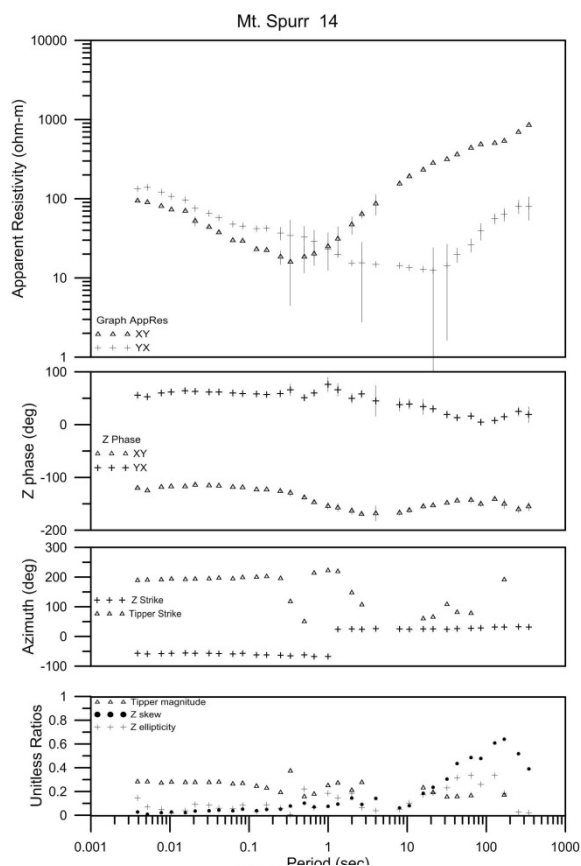 Mt. Spurr 14
Apparent Resistivity (ohm-m)
10000
1000
100
10
1
Graph AppRes
XY
YX
Z phase (deg)
100
0
-100
-200
Z Phase
XY
YX
Azimuth (deg)
300
200
100
0
-100
Z Strike
Tipper Strike
Unitless Ratios
1
0.8
0.6
0.4
0.2
0
Tipper magnitude
Z skew
Z ellipticity
0.001 0.01 0.1 1 10 100 1000
Period (sec)